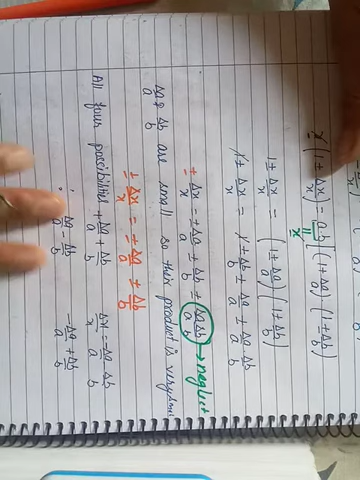 x (1 ± Δx/x) = ab [(1 ± Δa/a) (1 ± Δb/b)]
x
1 ± Δx/x = (1 ± Δa/a) (1 ± Δb/b)
1 ± Δx/x = 1 ± Δb/b ± Δa/a ± Δa/a Δb/b
± Δx/x = ± Δa/a ± Δb/b ± Δa/a Δb/b → neglect
Δa/a & Δb/b are small so their product is very
± Δx/x = ± Δa/a ± Δb/b
All four possibilities + Δa/a + Δb/b Δx/x = - Δa/a - Δb/b
Δa/a - Δb/b - Δa/a + Δb/b